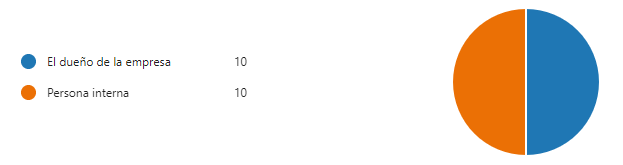 El dueño de la empresa 10
Persona interna 10